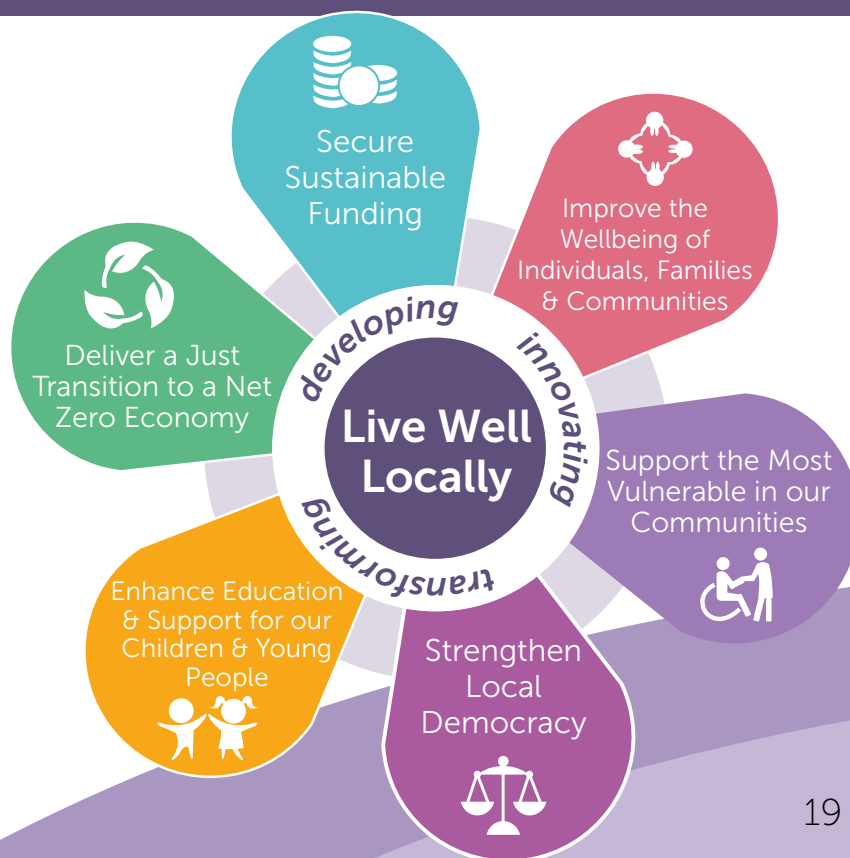 Secure
Sustainable
Funding
Improve the
Wellbeing of
Individuals, Families
& Communities
Deliver a Just
Transition to a Net
Zero Economy
developing
innovating
transforming
Live Well
Locally
Support the Most
Vulnerable in our
Communities
Enhance Education
& Support for our
Children & Young
People
Strengthen
Local
Democracy
19